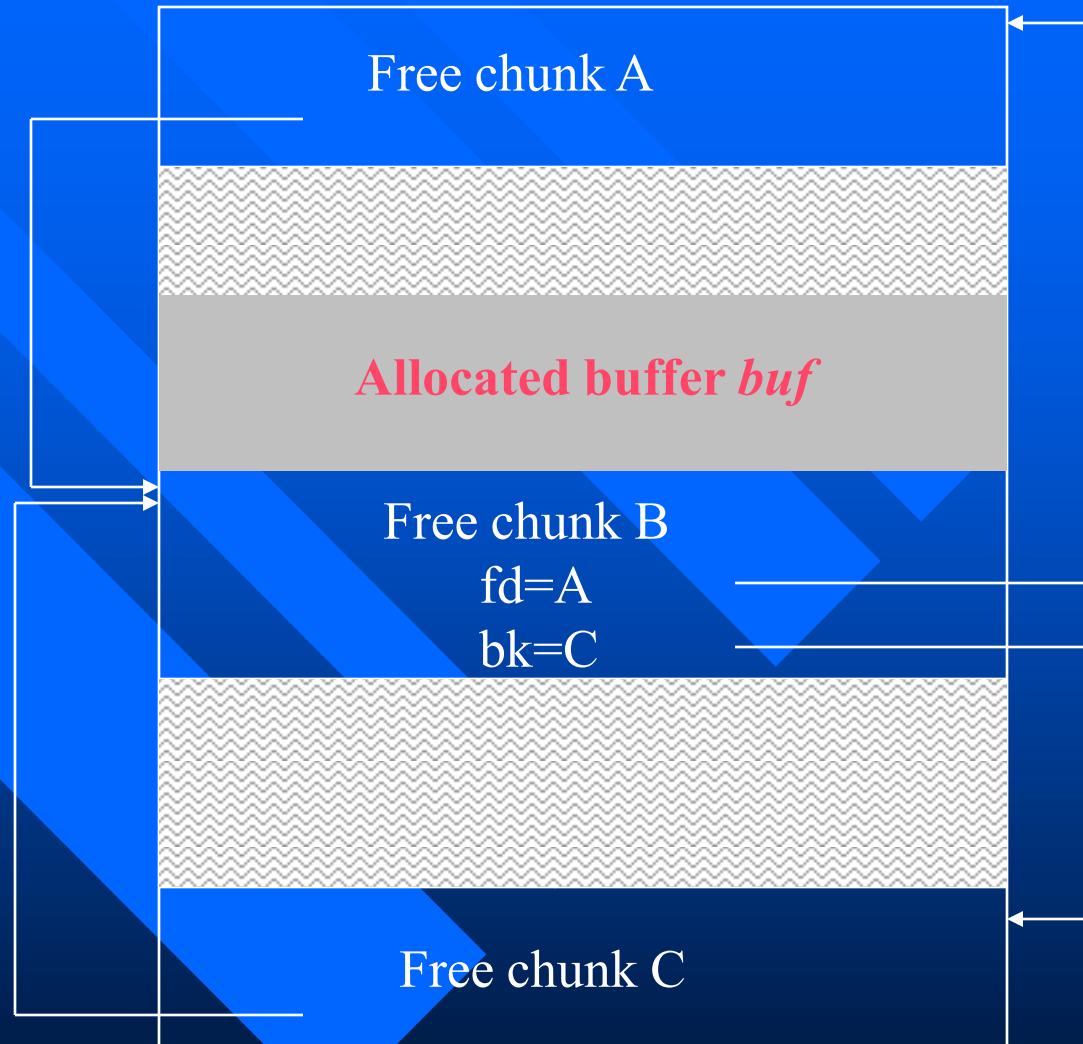 Free chunk A
Allocated buffer buf
Free chunk B
fd=A
bk=C
Free chunk C